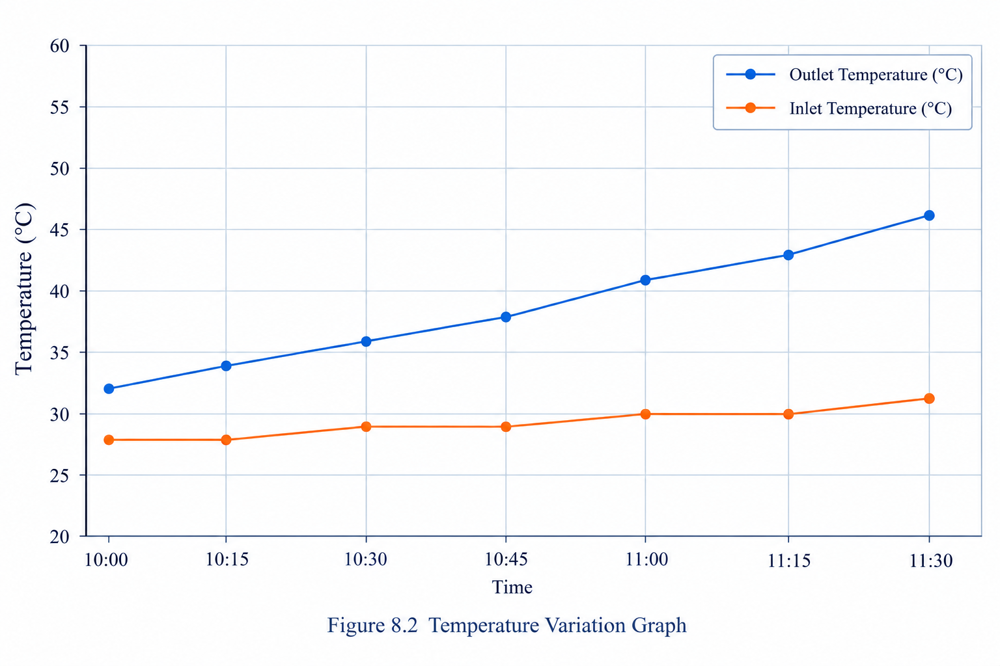 60
55
50
45
40
35
30
25
20
Temperature (°C)
Outlet Temperature (°C)
Inlet Temperature (°C)
10:00 10:15 10:30 10:45 11:00 11:15 11:30
Time
Figure 8.2 Temperature Variation Graph